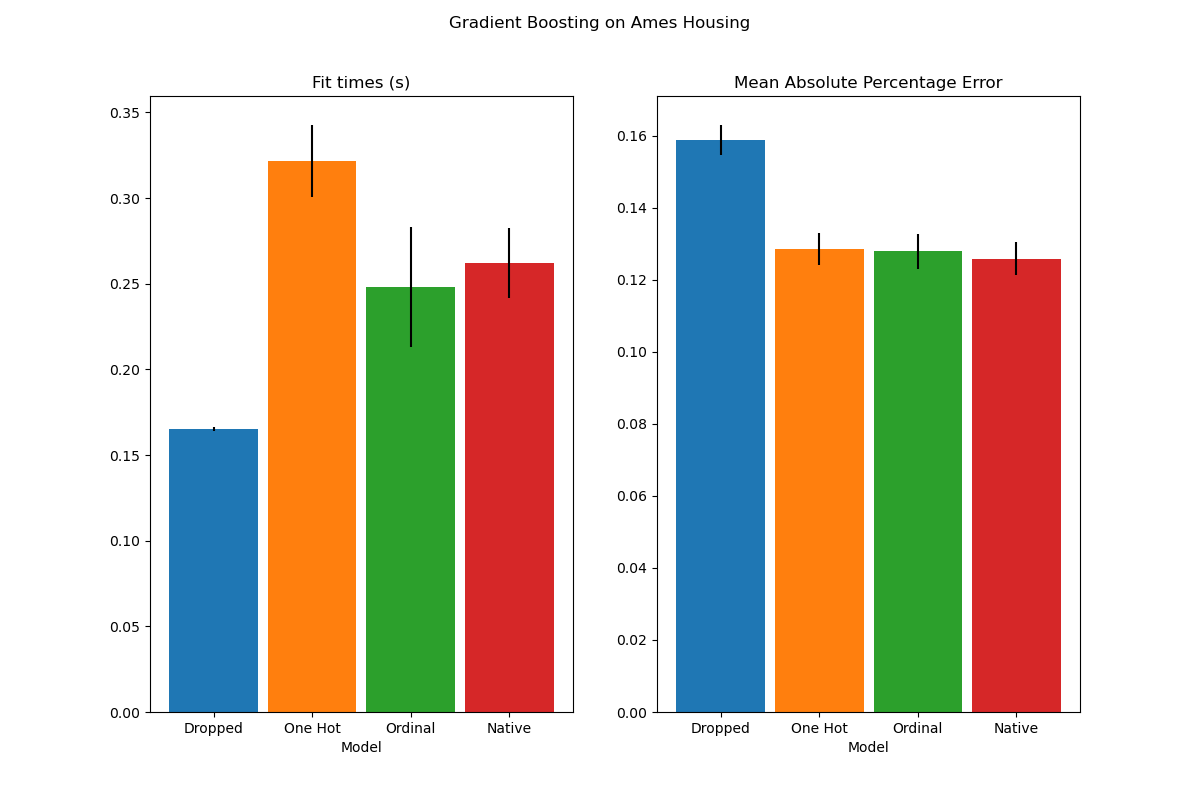 Gradient Boosting on Ames Housing
Fit times (s)
0.35
0.30
0.25
0.20
0.15
0.10
0.05
0.00
Dropped One Hot Ordinal Native
Model
Mean Absolute Percentage Error
0.16
0.14
0.12
0.10
0.08
0.06
0.04
0.02
0.00
Dropped One Hot Ordinal Native
Model